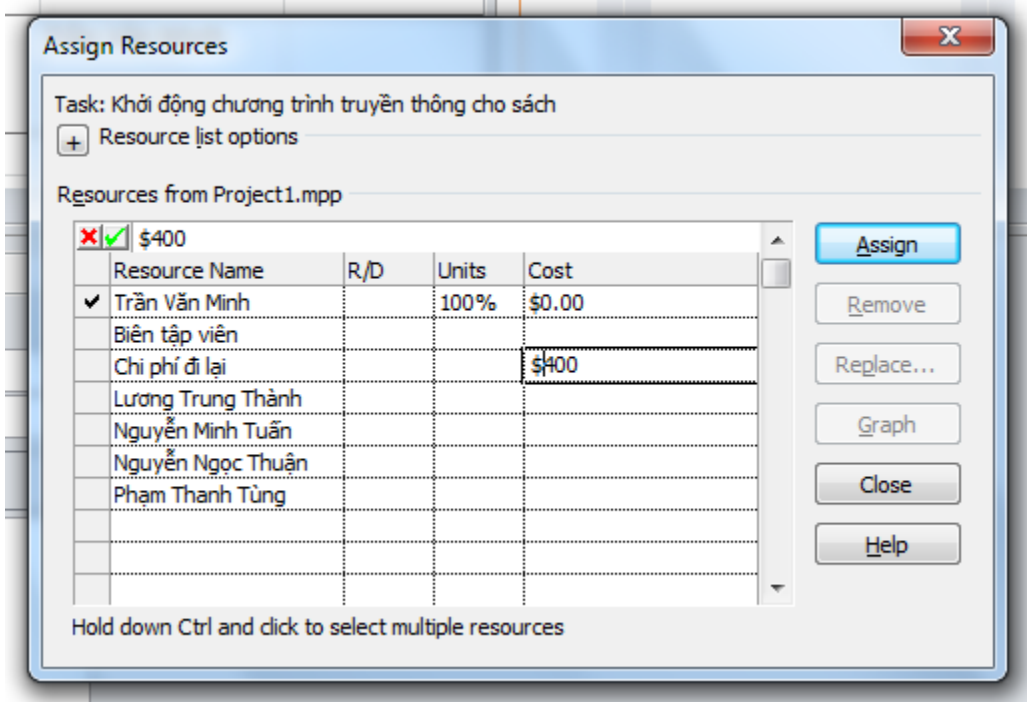 Assign Resources
Task: Khởi động chương trình truyền thông cho sách
+ Resource list options
Resources from Project1.mpp
$400
Resource Name R/D Units Cost
Trần Văn Minh 100% $0.00
Biên tập viên
Chi phí đi lại $400
Lương Trung Thành
Nguyễn Minh Tuấn
Nguyễn Ngọc Thuận
Phạm Thanh Tùng
Assign
Remove
Replace...
Graph
Close
Help
Hold down Ctrl and click to select multiple resources